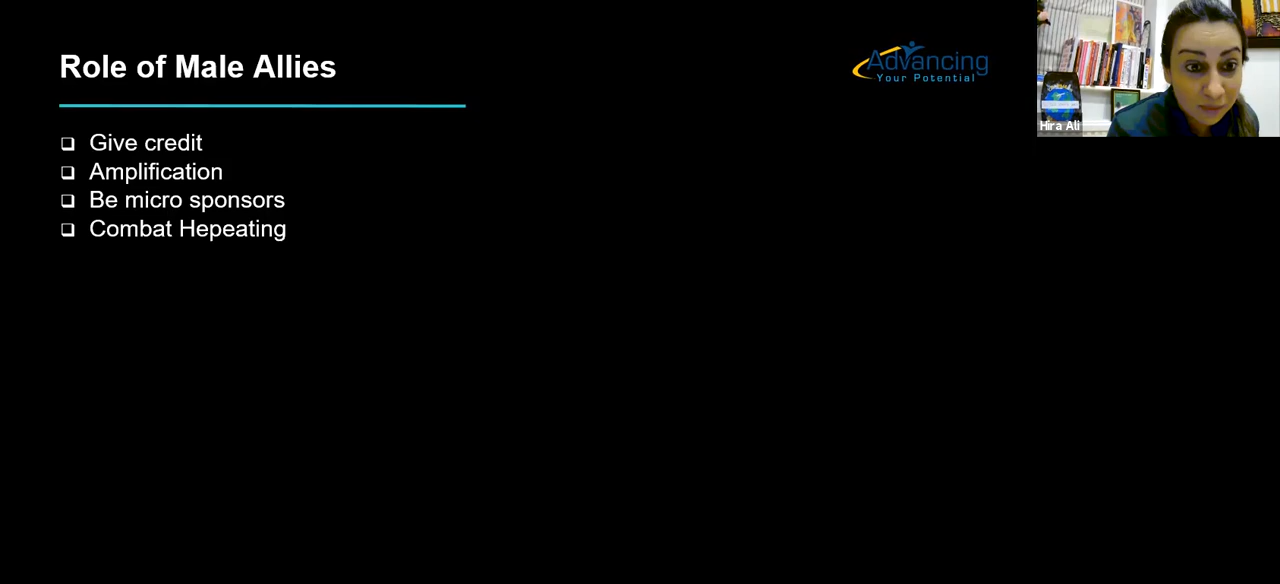 Role of Male Allies
Advancing
Your Potential
Give credit
Amplification
Be micro sponsors
Combat Hepeating
Hira Ali